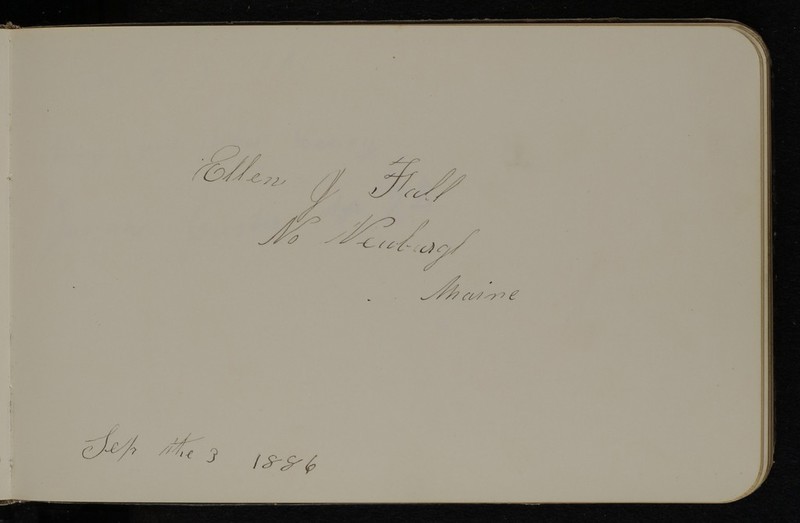 Ellen J Hall
No Newburgh
Maine
Sep the 3 1886